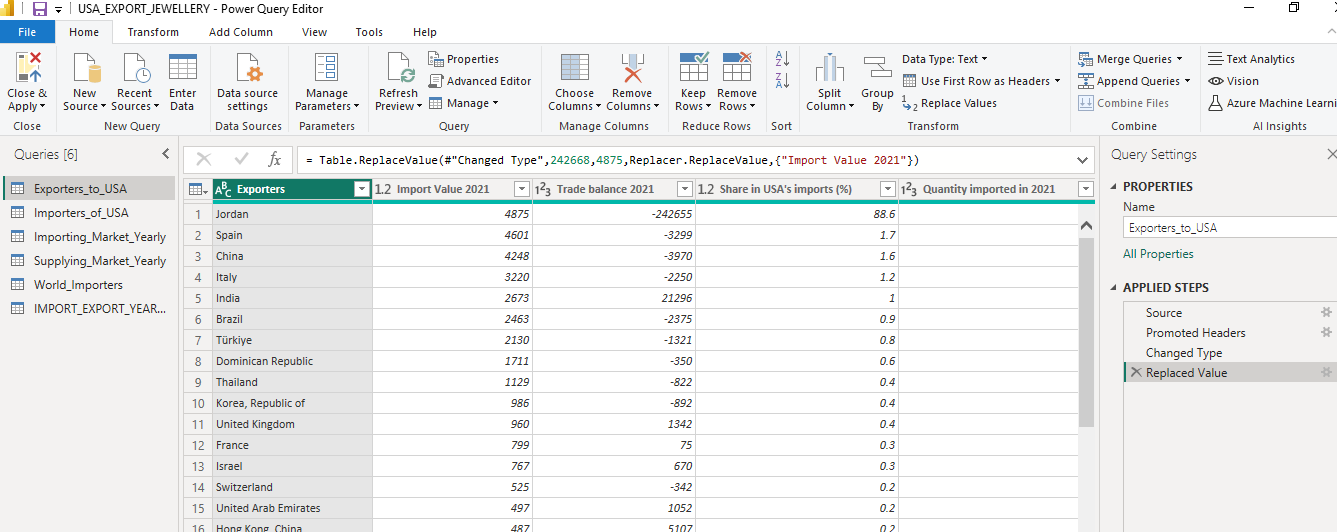 USA_EXPORT_JEWELLERY - Power Query Editor
File Home Transform Add Column View Tools Help
Close & Apply
New Source
Recent Sources
Enter Data
Data source settings
Manage Parameters
Refresh Preview
Properties
Advanced Editor
Manage
Choose Columns
Remove Columns
Keep Rows
Remove Rows
Split Column
Group By
Data Type: Text
Use First Row as Headers
Replace Values
Merge Queries
Append Queries
Combine Files
Text Analytics
Vision
Azure Machine Learni
Close New Query Data Sources Parameters Query Manage Columns Reduce Rows Sort Transform Combine AI Insights
Queries [6]
Exporters_to_USA
Importers_of_USA
Importing_Market_Yearly
Supplying_Market_Yearly
World_Importers
IMPORT_EXPORT_YEAR...
fx = Table.ReplaceValue(#"Changed Type",242668,4875,Replacer.ReplaceValue,{"Import Value 2021"})
ABC Exporters 1.2 Import Value 2021 123 Trade balance 2021 1.2 Share in USA's imports (%) 123 Quantity imported in 2021
1 Jordan 4875 -242655 88.6
2 Spain 4601 -3299 1.7
3 China 4248 -3970 1.6
4 Italy 3220 -2250 1.2
5 India 2673 21296 1
6 Brazil 2463 -2375 0.9
7 Türkiye 2130 -1321 0.8
8 Dominican Republic 1711 -350 0.6
9 Thailand 1129 -822 0.4
10 Korea, Republic of 986 -892 0.4
11 United Kingdom 960 1342 0.4
12 France 799 75 0.3
13 Israel 767 670 0.3
14 Switzerland 525 -342 0.2
15 United Arab Emirates 497 1052 0.2
16 Hong Kong, China 487 5107 0.2
Query Settings
PROPERTIES
Name
Exporters_to_USA
All Properties
APPLIED STEPS
Source
Promoted Headers
Changed Type
Replaced Value